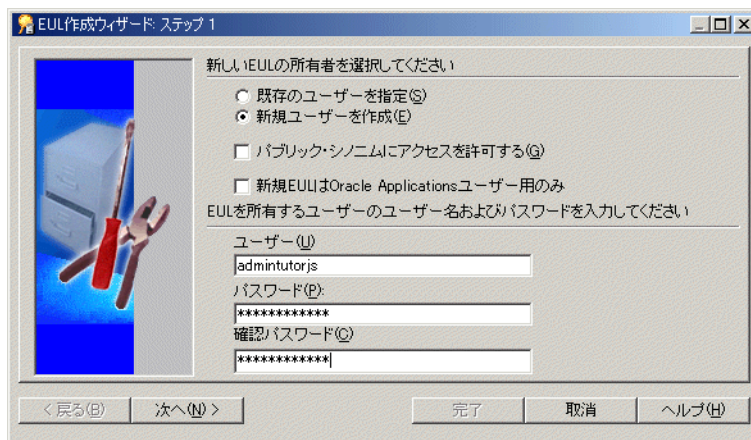 EUL作成ウィザード: ステップ 1
新しいEULの所有者を選択してください
既存のユーザーを指定(S)
新規ユーザーを作成(E)
パブリック・シノニムにアクセスを許可する(G)
新規EULはOracle Applicationsユーザー用のみ
EULを所有するユーザーのユーザー名およびパスワードを入力してください
ユーザー(U)
admintutorjs
パスワード(P):
************
確認パスワード(C)
************
< 戻る(B) 次へ(N) > 完了 取消 ヘルプ(H)